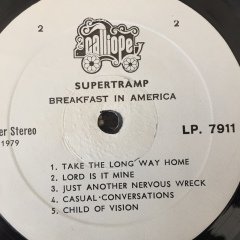 2 2
Calliope
SUPERTRAMP
BREAKFAST IN AMERICA
er Stereo LP. 7911
1979
1. TAKE THE LONG WAY HOME
2. LORD IS IT MINE
3. JUST ANOTHER NERVOUS WRECK
4. CASUAL-CONVERSATIONS
5. CHILD OF VISION